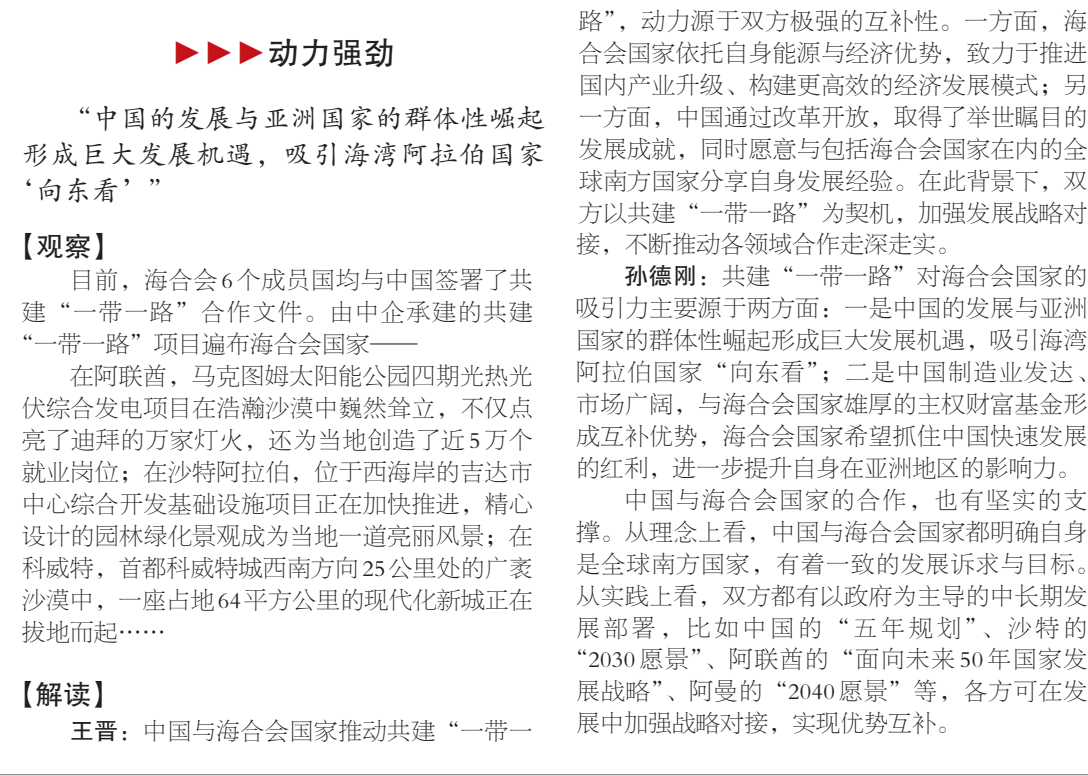 ▶▶▶动力强劲
“中国的发展与亚洲国家的群体性崛起
形成巨大发展机遇，吸引海湾阿拉伯国家
‘向东看’”
【观察】
目前，海合会6个成员国均与中国签署了共
建“一带一路”合作文件。由中企承建的共建
“一带一路”项目遍布海合会国家——
在阿联酋，马克图姆太阳能公园四期光热光
伏综合发电项目在浩瀚沙漠中巍然耸立，不仅点
亮了迪拜的万家灯火，还为当地创造了近5万个
就业岗位；在沙特阿拉伯，位于西海岸的吉达市
中心综合开发基础设施项目正在加快推进，精心
设计的园林绿化景观成为当地一道亮丽风景；在
科威特，首都科威特城西南方向25公里处的广袤
沙漠中，一座占地64平方公里的现代化新城正在
拔地而起……
【解读】
王晋：中国与海合会国家推动共建“一带一
路”，动力源于双方极强的互补性。一方面，海
合会国家依托自身能源与经济优势，致力于推进
国内产业升级、构建更高效的经济发展模式；另
一方面，中国通过改革开放，取得了举世瞩目的
发展成就，同时愿意与包括海合会国家在内的全
球南方国家分享自身发展经验。在此背景下，双
方以共建“一带一路”为契机，加强发展战略对
接，不断推动各领域合作走深走实。
孙德刚：共建“一带一路”对海合会国家的
吸引力主要源于两方面：一是中国的发展与亚洲
国家的群体性崛起形成巨大发展机遇，吸引海湾
阿拉伯国家“向东看”；二是中国制造业发达、
市场广阔，与海合会国家雄厚的主权财富基金形
成互补优势，海合会国家希望抓住中国快速发展
的红利，进一步提升自身在亚洲地区的影响力。
中国与海合会国家的合作，也有坚实的支
撑。从理念上看，中国与海合会国家都明确自身
是全球南方国家，有着一致的发展诉求与目标。
从实践上看，双方都有以政府为主导的中长期发
展部署，比如中国的“五年规划”、沙特的
“2030愿景”、阿联酋的“面向未来50年国家发
展战略”、阿曼的“2040愿景”等，各方可在发
展中加强战略对接，实现优势互补。